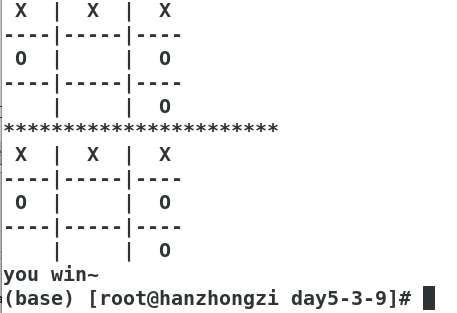 X  |  X  |  X
----|-----|----
 O  |     |  O
----|-----|----
    |     |  O
***********************
 X  |  X  |  X
----|-----|----
 O  |     |  O
----|-----|----
    |     |  O
you win~
(base) [root@hanzhongzi day5-3-9]#